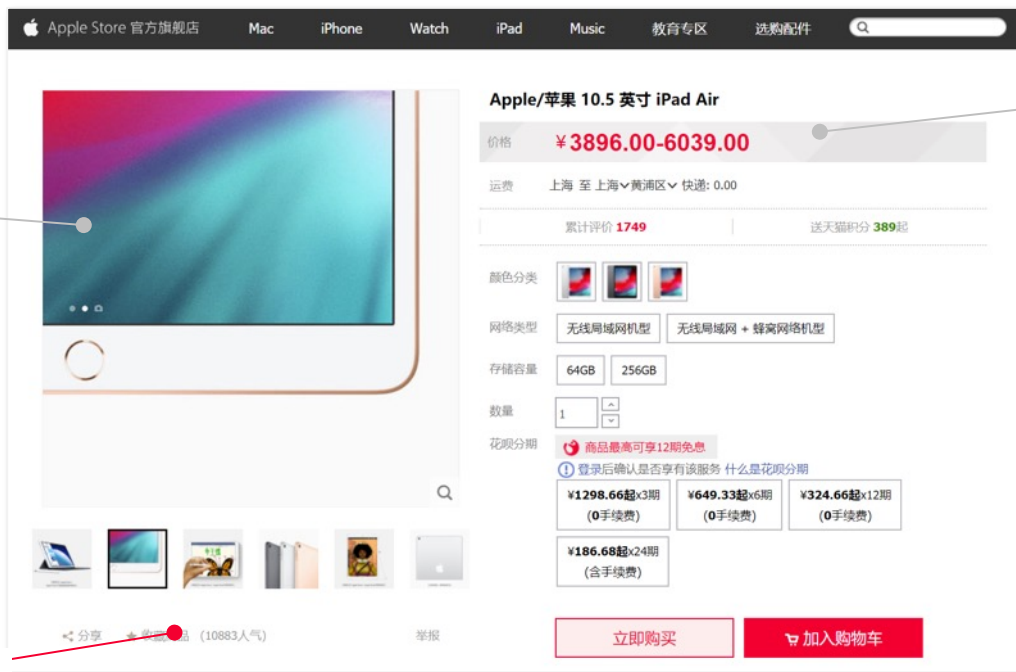 Apple Store 官方旗舰店 Mac iPhone Watch iPad Music 教育专区 选购配件
Apple/苹果 10.5 英寸 iPad Air
价格 ¥3896.00-6039.00
运费 上海 至 上海 黄浦区 快递: 0.00
累计评价 1749 送天猫积分 389起
颜色分类
网络类型 无线局域网机型 无线局域网 + 蜂窝网络机型
存储容量 64GB 256GB
数量 1
花呗分期 商品最高可享12期免息
登录后确认是否享有该服务 什么是花呗分期
¥1298.66起x3期 ¥649.33起x6期 ¥324.66起x12期
(0手续费) (0手续费) (0手续费)
¥186.68起x24期
(含手续费)
分享 收藏 品 (10883人气) 举报
立即购买 加入购物车